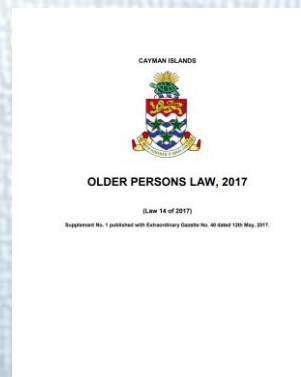 CAYMAN ISLANDS
OLDER PERSONS LAW, 2017
(Law 14 of 2017)
Supplement No. 1 published with Extraordinary Gazette No. 40 dated 12th May, 2017.